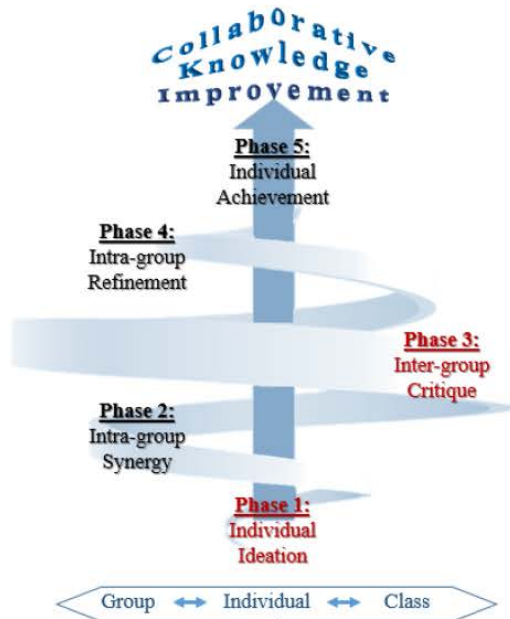 Collaborative
Knowledge
Improvement
Phase 5:
Individual
Achievement
Phase 4:
Intra-group
Refinement
Phase 3:
Inter-group
Critique
Phase 2:
Intra-group
Synergy
Phase 1:
Individual
Ideation
Group Individual Class